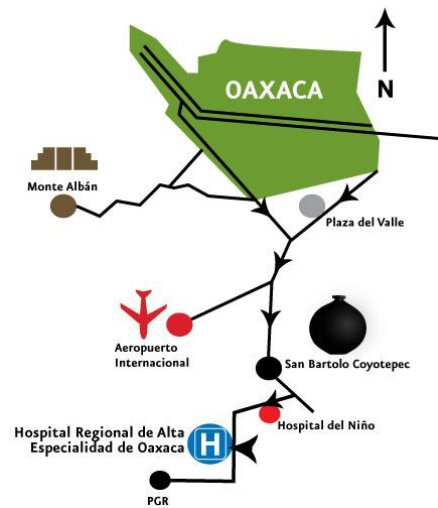 OAXACA
N
Monte Albán
Plaza del Valle
Aeropuerto
Internacional
San Bartolo Coyotepec
Hospital del Niño
Hospital Regional de Alta
Especialidad de Oaxaca
H
PGR